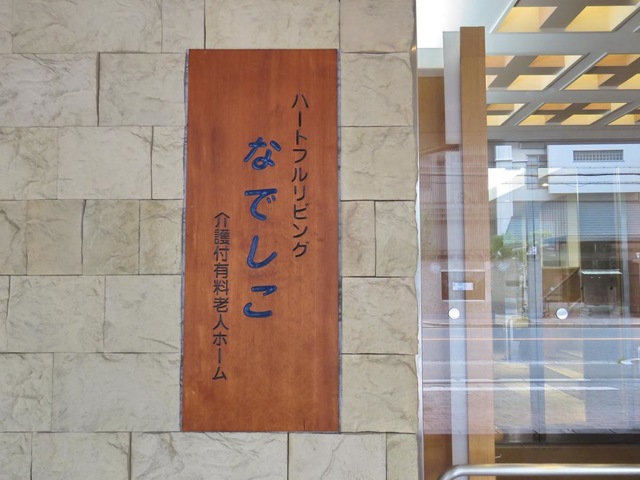 ハートフルリビング
なでしこ
介護付有料老人ホーム